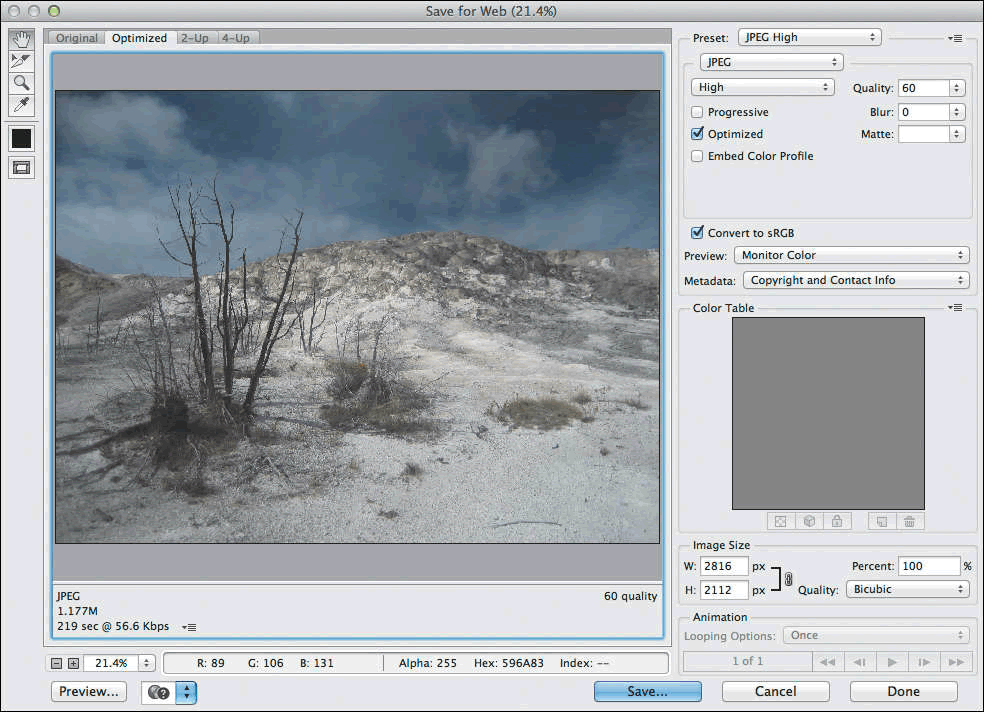 Save for Web (21.4%)
Original Optimized 2-Up 4-Up
Preset: JPEG High
JPEG
High Quality: 60
Progressive Blur: 0
Optimized Matte:
Embed Color Profile
Convert to sRGB
Preview: Monitor Color
Metadata: Copyright and Contact Info
Color Table
Image Size
W: 2816 px Percent: 100 %
H: 2112 px Quality: Bicubic
Animation
Looping Options: Once
1 of 1
JPEG 60 quality
1.177M
219 sec @ 56.6 Kbps
21.4% R: 89 G: 106 B: 131 Alpha: 255 Hex: 596A83 Index: --
Preview... ? Save... Cancel Done